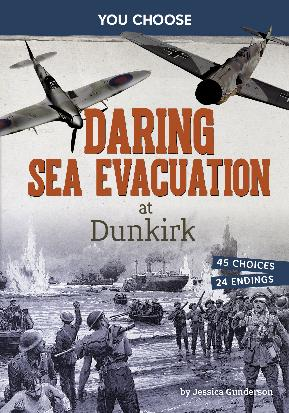 YOU CHOOSE
DARING
SEA EVACUATION
at
Dunkirk
45 CHOICES
24 ENDINGS
by Jessica Gunderson